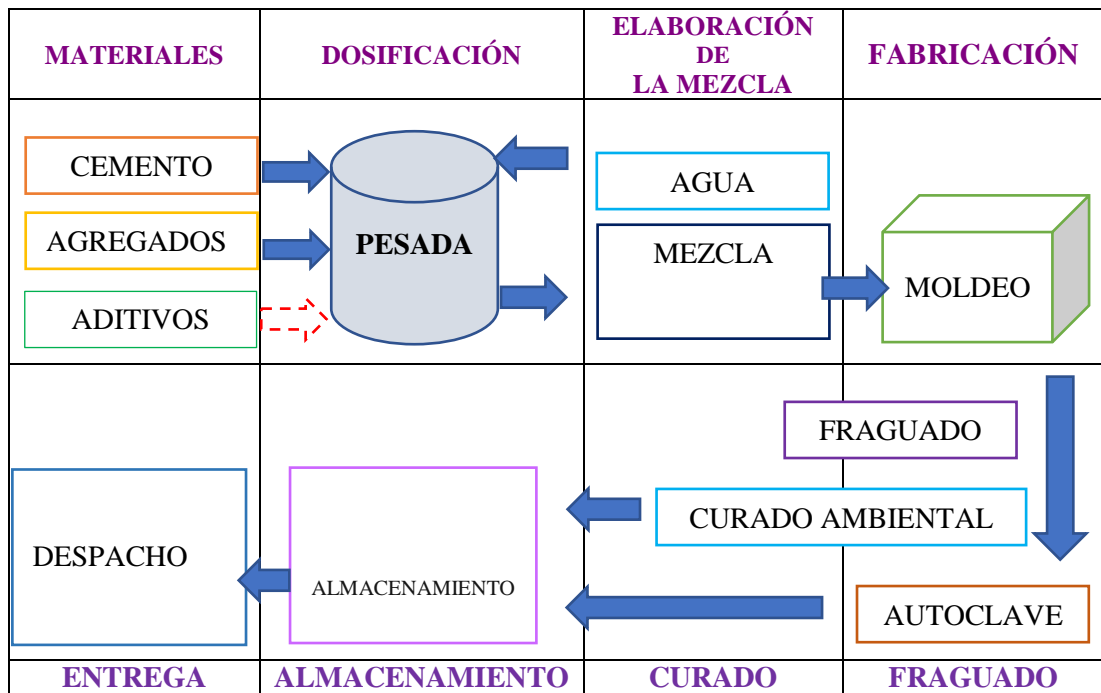 MATERIALES
DOSIFICACIÓN
ELABORACIÓN
DE
LA MEZCLA
FABRICACIÓN
CEMENTO
AGREGADOS
ADITIVOS
PESADA
AGUA
MEZCLA
MOLDEO
FRAGUADO
CURADO AMBIENTAL
DESPACHO
ALMACENAMIENTO
AUTOCLAVE
ENTREGA
ALMACENAMIENTO
CURADO
FRAGUADO